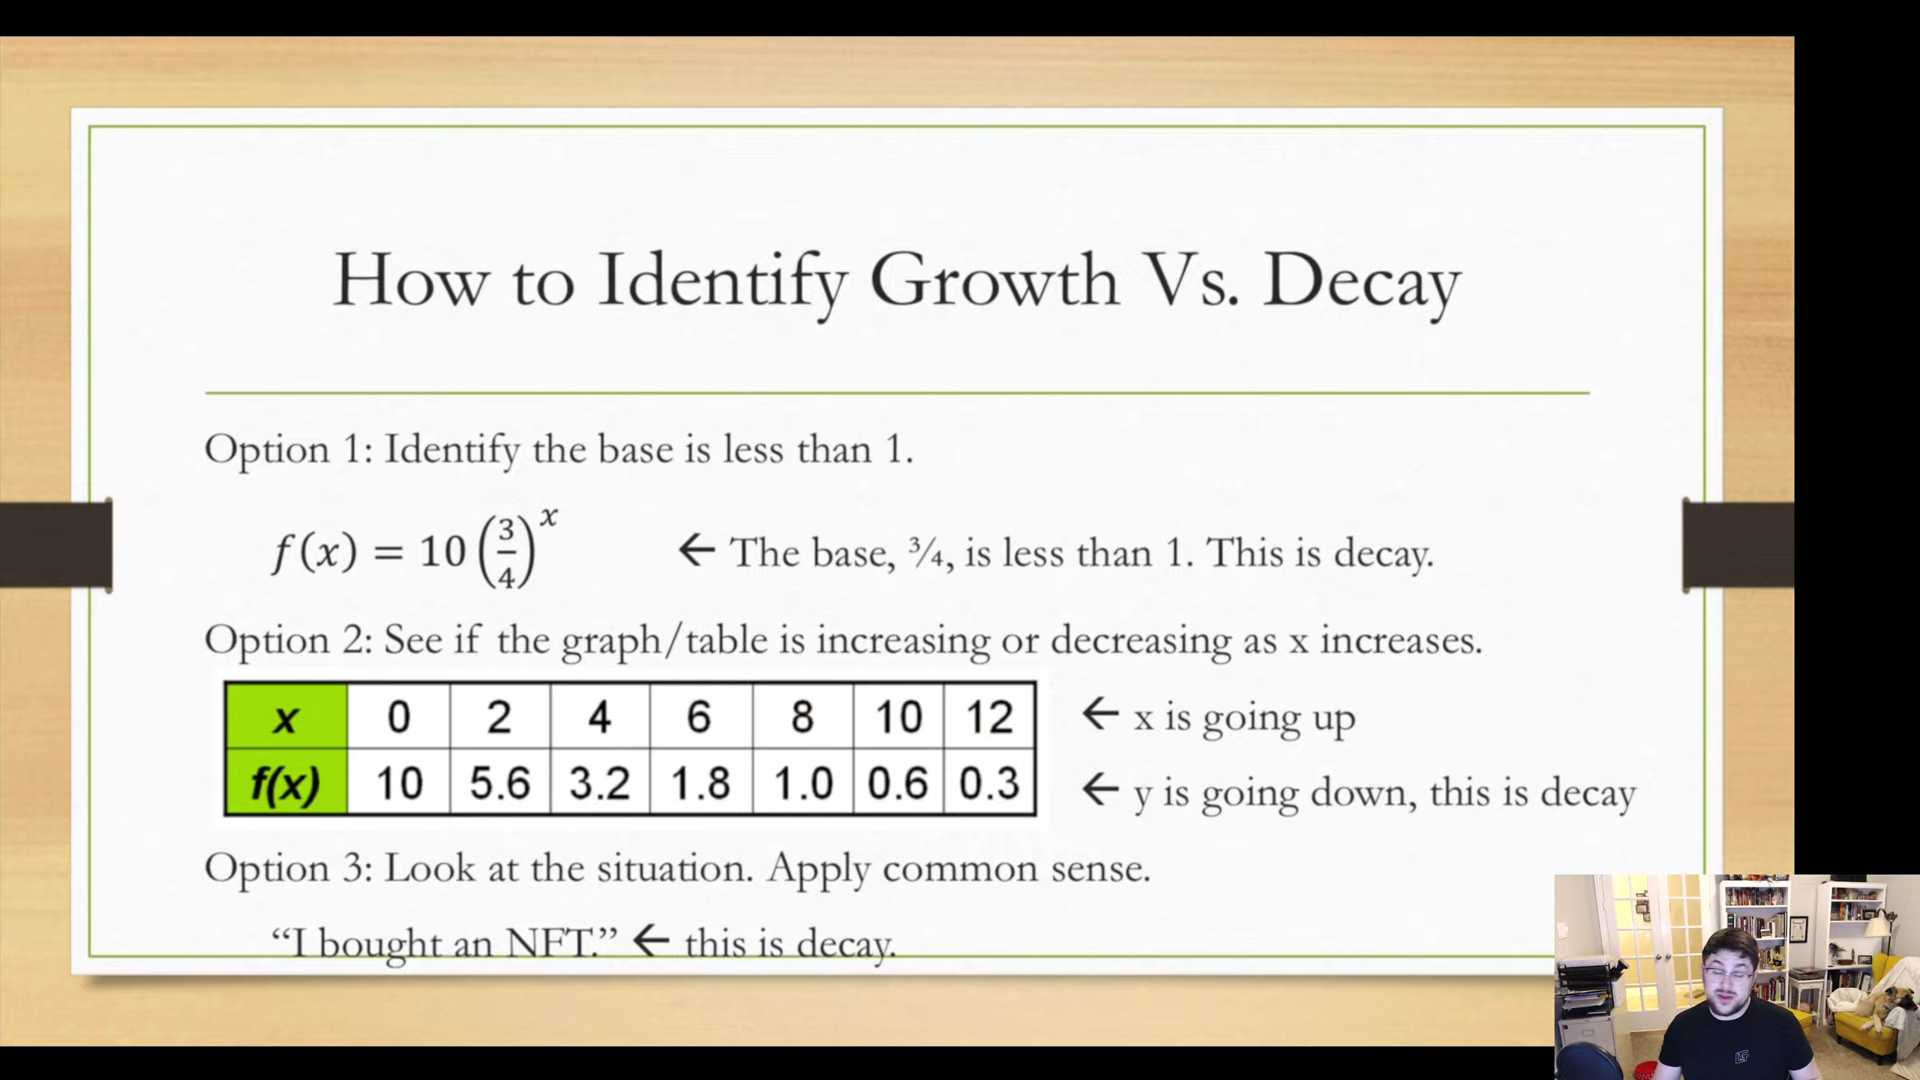 How to Identify Growth Vs. Decay
Option 1: Identify the base is less than 1.
f(x) = 10(3/4)^x ← The base, ¾, is less than 1. This is decay.
Option 2: See if the graph/table is increasing or decreasing as x increases.
x 0 2 4 6 8 10 12 ← x is going up
f(x) 10 5.6 3.2 1.8 1.0 0.6 0.3 ← y is going down, this is decay
Option 3: Look at the situation. Apply common sense.
“I bought an NFT.” ← this is decay.